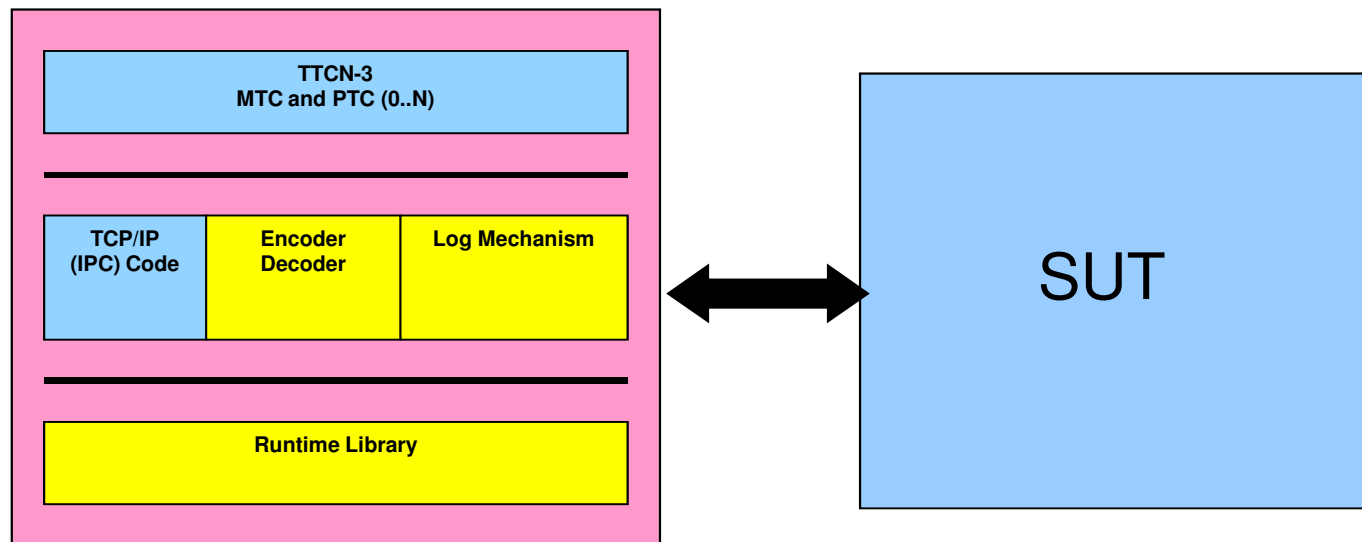 TTCN-3
MTC and PTC (0..N)
TCP/IP
(IPC) Code
Encoder
Decoder
Log Mechanism
SUT
Runtime Library